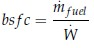 bsfc = ṁ_fuel / Ẇ